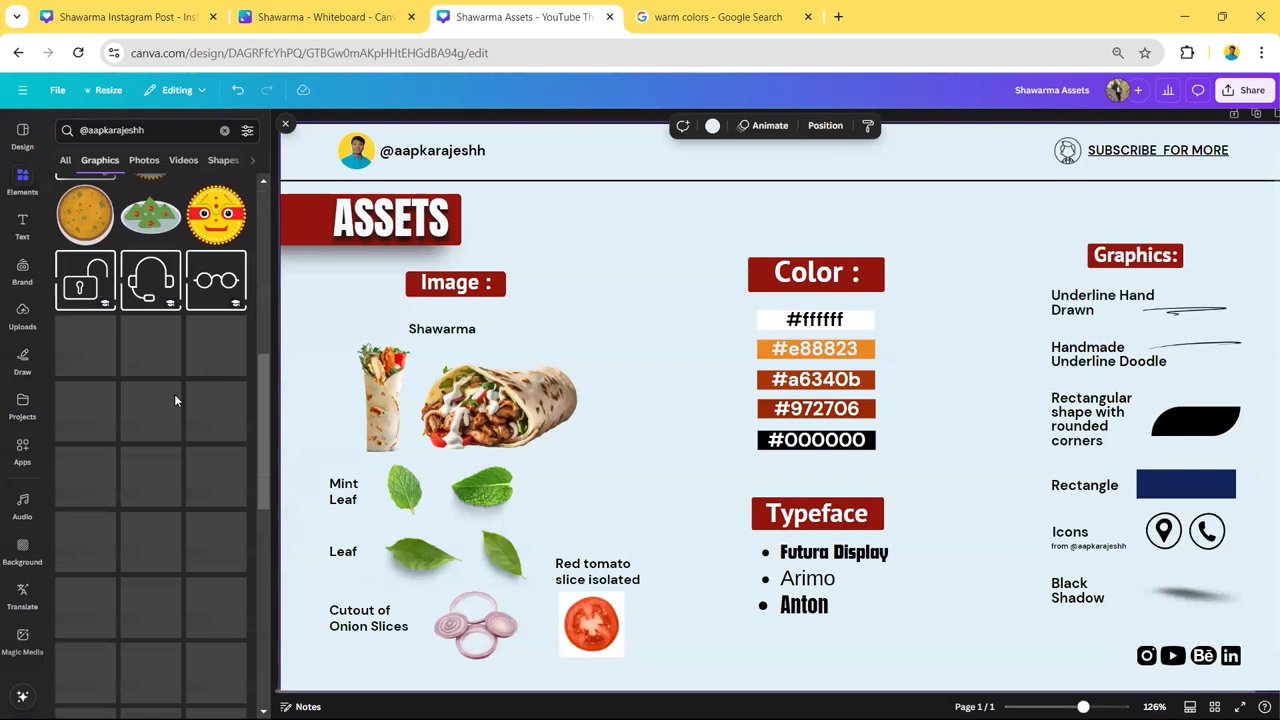 Shawarma Instagram Post - Inst
Shawarma - Whiteboard - Canv
Shawarma Assets - YouTube Th
warm colors - Google Search
canva.com/design/DAGRFfcYhPQ/GTBGw0mAKpHHtEHGdBA94g/edit
File
Resize
Editing
Shawarma Assets
Share
Design
Elements
Text
Brand
Uploads
Draw
Projects
Apps
Audio
Background
Translate
Magic Media
@aapkarajeshh
All
Graphics
Photos
Videos
Shapes
Animate
Position
@aapkarajeshh
SUBSCRIBE FOR MORE
ASSETS
Image :
Shawarma
Mint
Leaf
Leaf
Cutout of
Onion Slices
Red tomato
slice isolated
Color :
#ffffff
#e88823
#a6340b
#972706
#000000
Typeface
• Futura Display
• Arimo
• Anton
Graphics:
Underline Hand
Drawn
Handmade
Underline Doodle
Rectangular
shape with
rounded
corners
Rectangle
Icons
from @aapkarajeshh
Black
Shadow
Bē
in
Notes
Page 1 / 1
126%